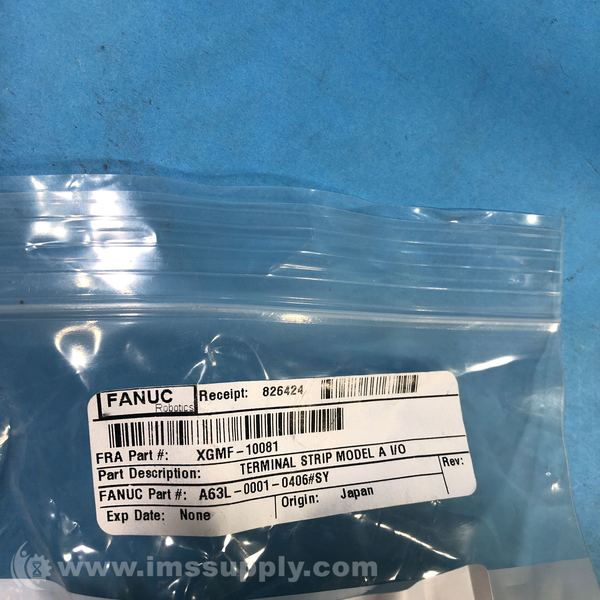 FANUC
Robotics
Receipt: 826424
FRA Part #: XGMF-10081
Part Description: TERMINAL STRIP MODEL A I/O
Rev:
FANUC Part #: A63L-0001-0406#SY
Exp Date: None
Origin: Japan
www.imssupply.com